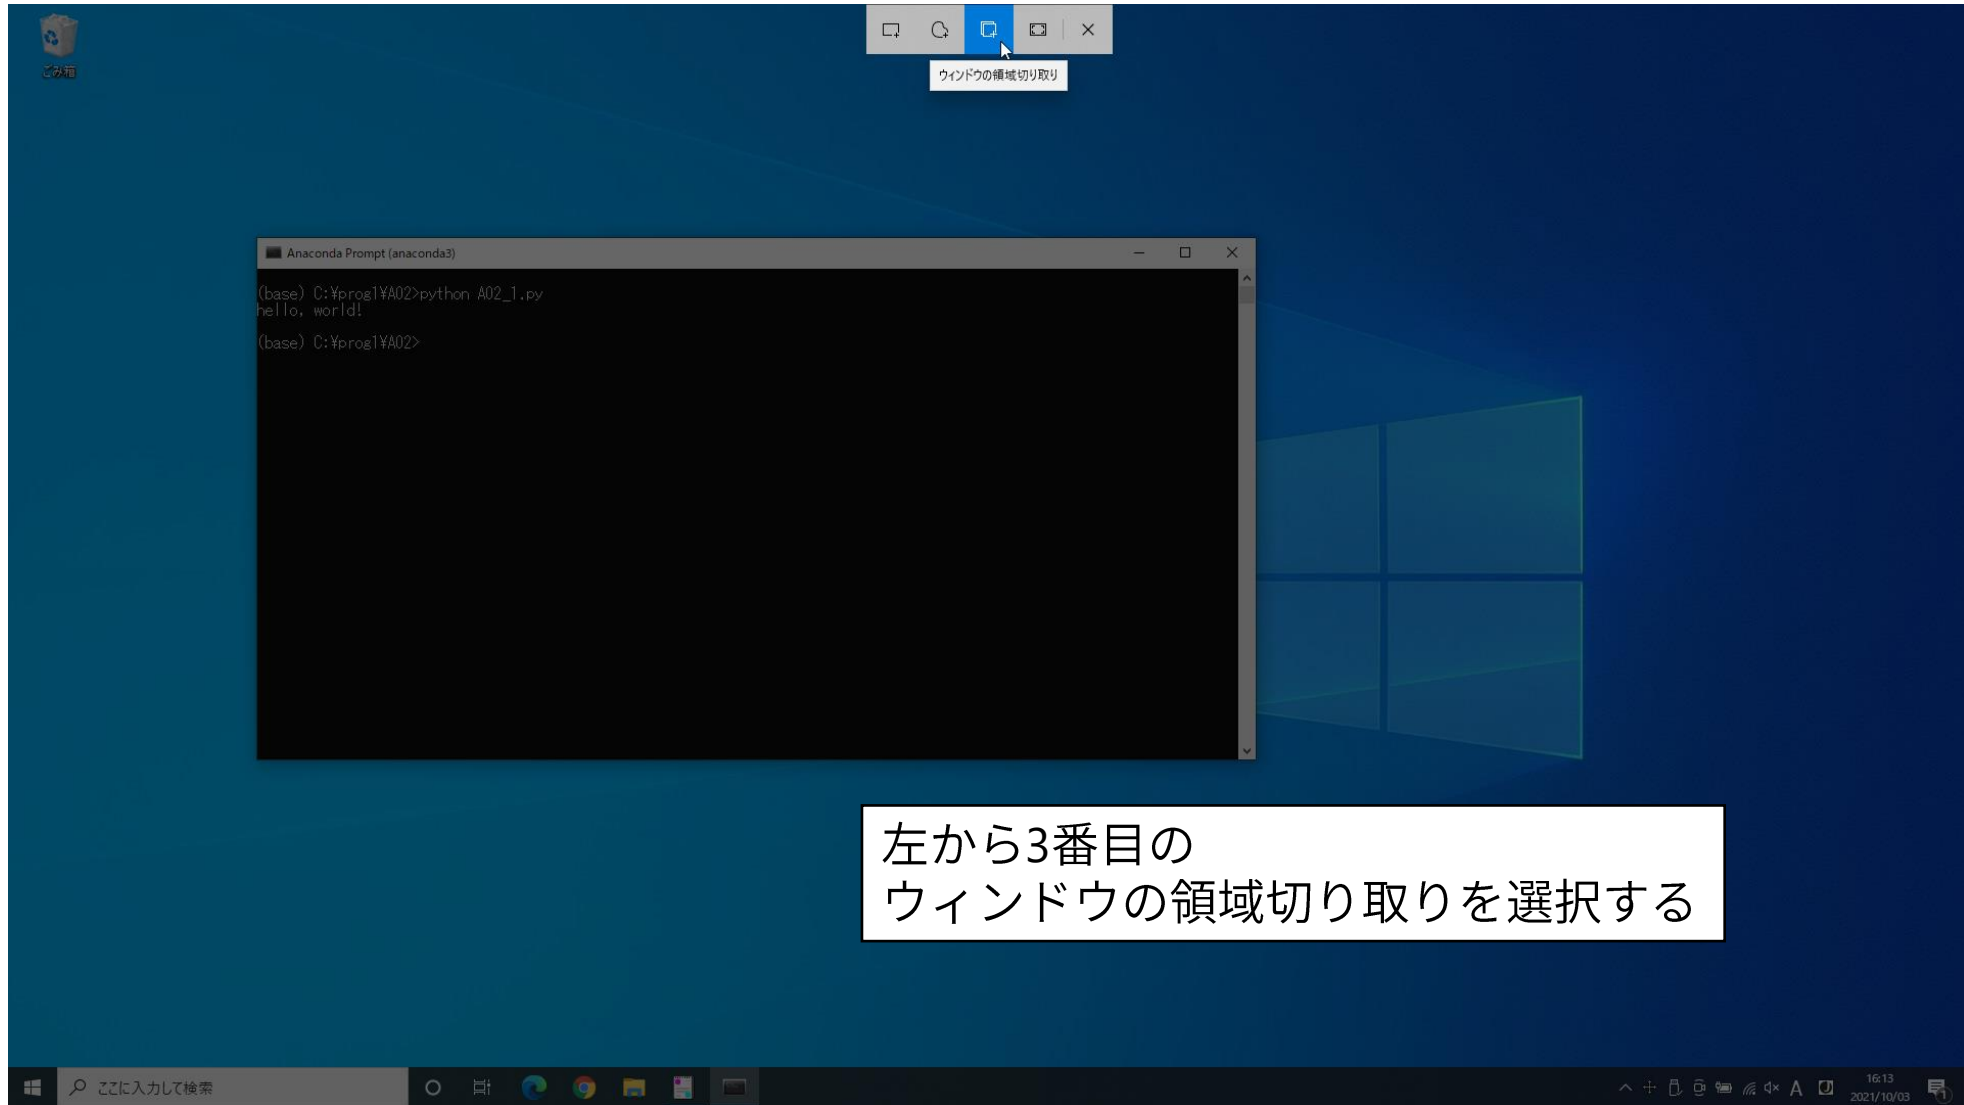 ごみ箱
ウィンドウの領域切り取り
Anaconda Prompt (anaconda3)
(base) C:¥prog1¥A02>python A02_1.py
hello, world!
(base) C:¥prog1¥A02>
左から3番目の
ウィンドウの領域切り取りを選択する
ここに入力して検索
A
16:13
2021/10/03
1